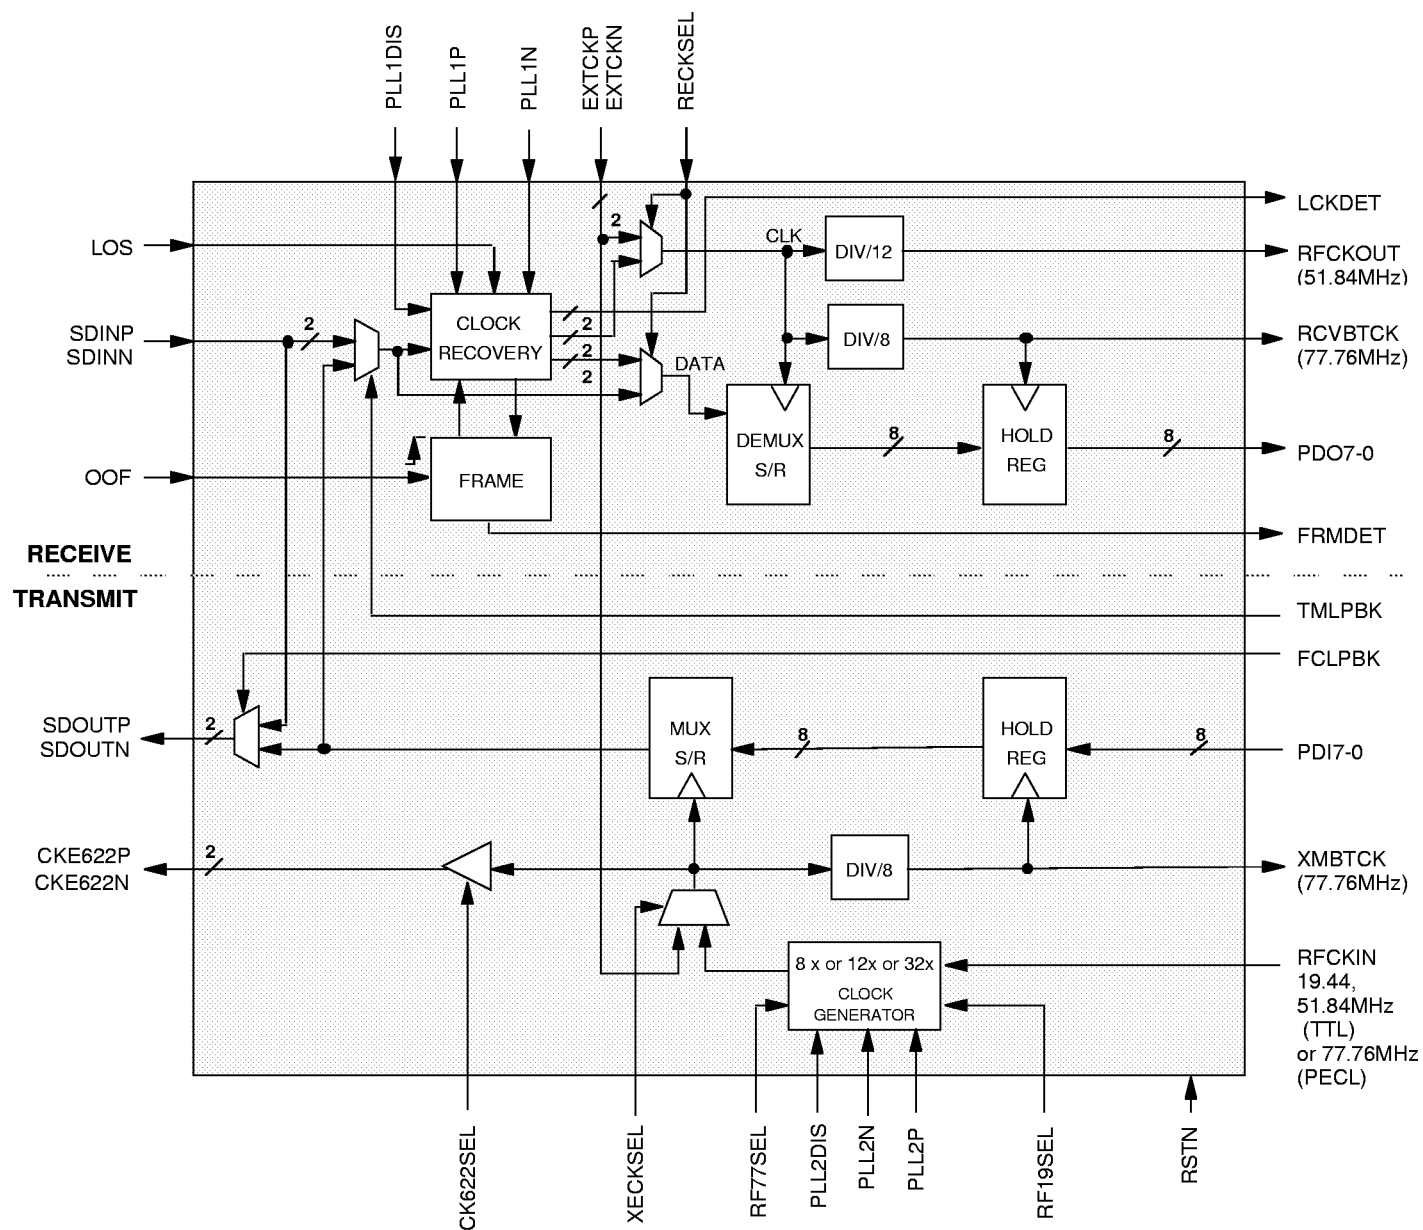 PLL1DIS
PLL1P
PLL1N
EXTCKP
EXTCKN
RECKSEL
LOS
2
CLK
DIV/12
LCKDET
RFCKOUT
(51.84MHz)
SDINP
SDINN
2
CLOCK
RECOVERY
2
2
2
DATA
DIV/8
RCVBTCK
(77.76MHz)
DEMUX
S/R
8
HOLD
REG
8
PDO7-0
OOF
FRAME
FRMDET
RECEIVE
TRANSMIT
TMLPBK
FCLPBK
SDOUTP
SDOUTN
2
MUX
S/R
8
HOLD
REG
8
PDI7-0
CKE622P
CKE622N
2
DIV/8
XMBTCK
(77.76MHz)
8 x or 12x or 32x
CLOCK
GENERATOR
RFCKIN
19.44,
51.84MHz
(TTL)
or 77.76MHz
(PECL)
CK622SEL
XECKSEL
RF77SEL
PLL2DIS
PLL2N
PLL2P
RF19SEL
RSTN